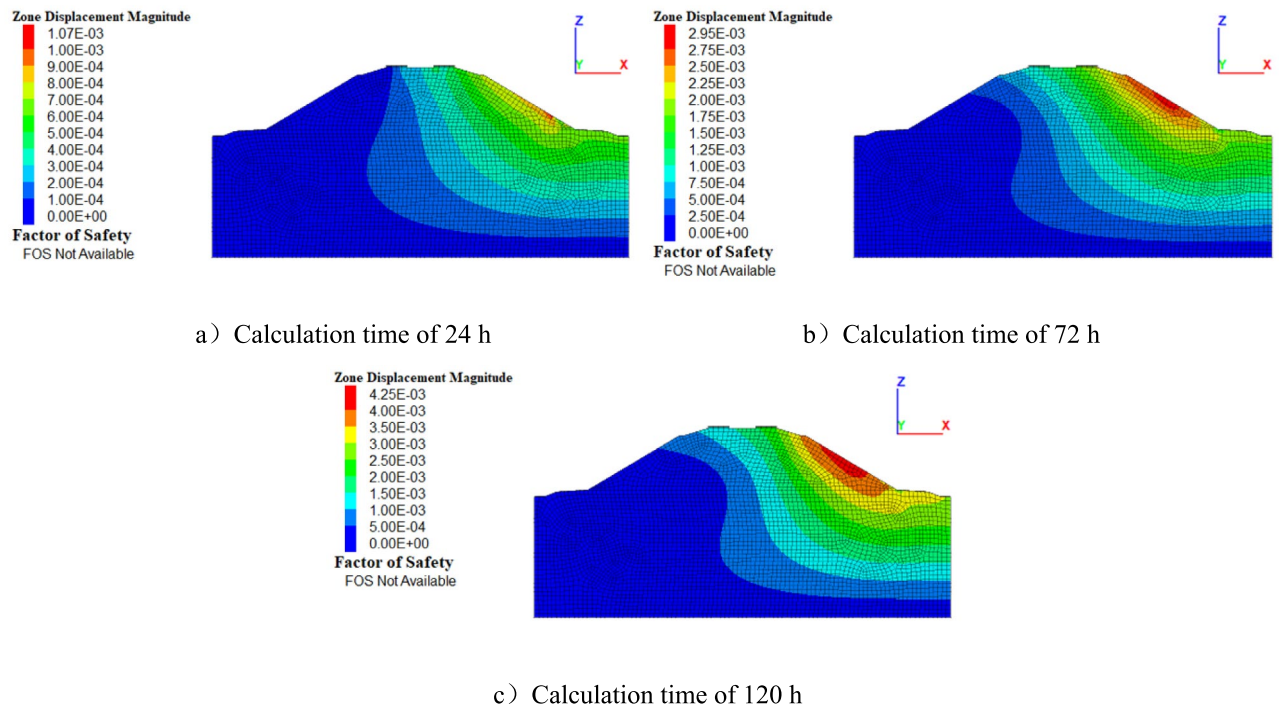 Zone Displacement Magnitude
1.07E-03
1.00E-03
9.00E-04
8.00E-04
7.00E-04
6.00E-04
5.00E-04
4.00E-04
3.00E-04
2.00E-04
1.00E-04
0.00E+00
Factor of Safety
FOS Not Available
Z
Y
X
a）Calculation time of 24 h
Zone Displacement Magnitude
2.95E-03
2.75E-03
2.50E-03
2.25E-03
2.00E-03
1.75E-03
1.50E-03
1.25E-03
1.00E-03
7.50E-04
5.00E-04
2.50E-04
0.00E+00
Factor of Safety
FOS Not Available
Z
Y
X
b）Calculation time of 72 h
Zone Displacement Magnitude
4.25E-03
4.00E-03
3.50E-03
3.00E-03
2.50E-03
2.00E-03
1.50E-03
1.00E-03
5.00E-04
0.00E+00
Factor of Safety
FOS Not Available
Z
Y
X
c）Calculation time of 120 h